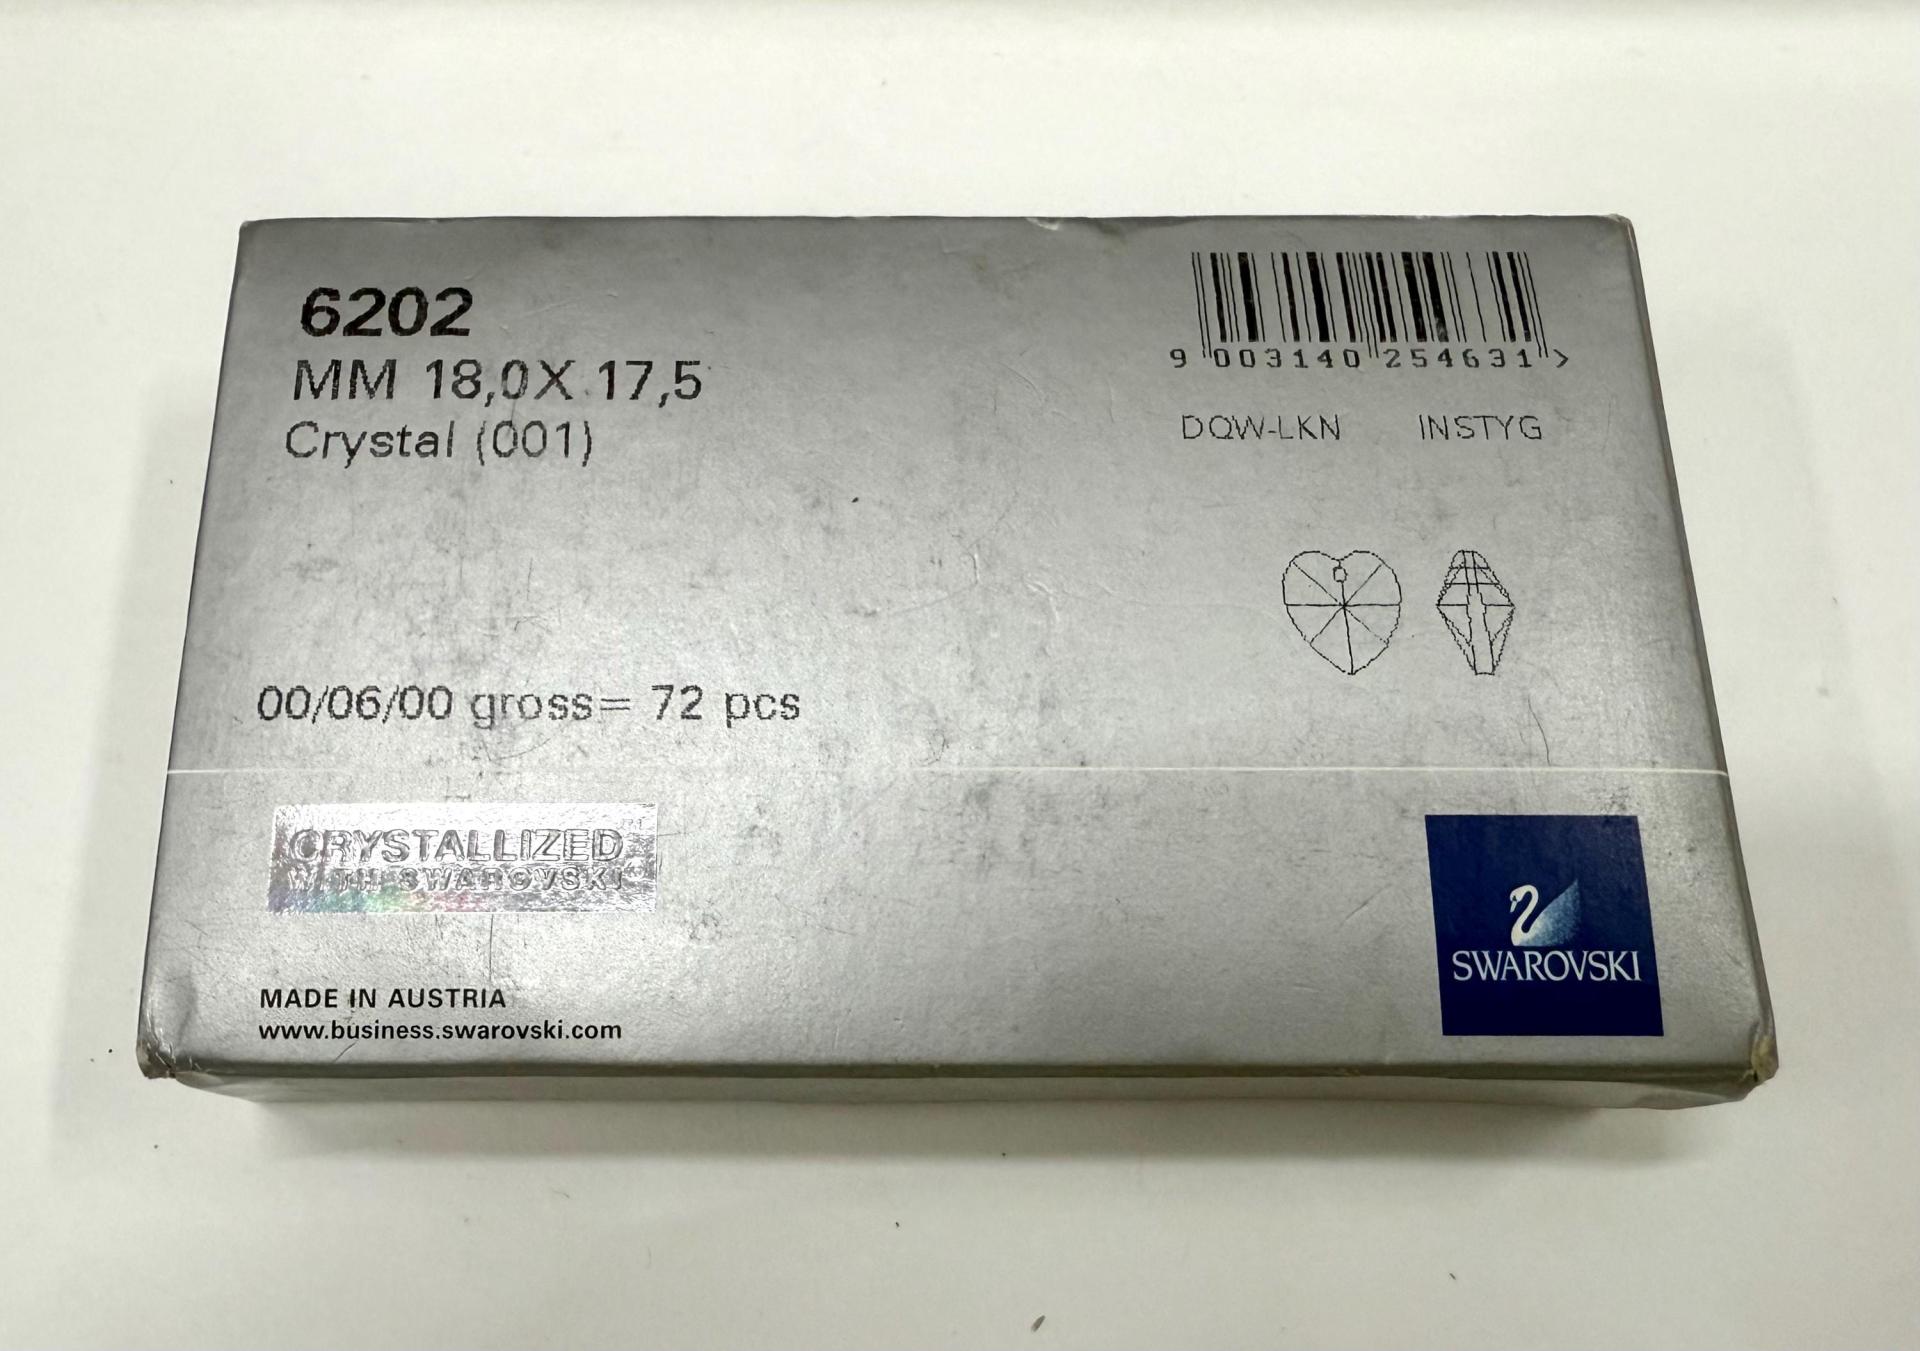 6202
MM 18,0X 17,5
Crystal (001)
9 003140 254631 >
DQW-LKN INSTYG
00/06/00 gross= 72 pcs
CRYSTALLIZED™
WITH SWAROVSKI
MADE IN AUSTRIA
www.business.swarovski.com
SWAROVSKI